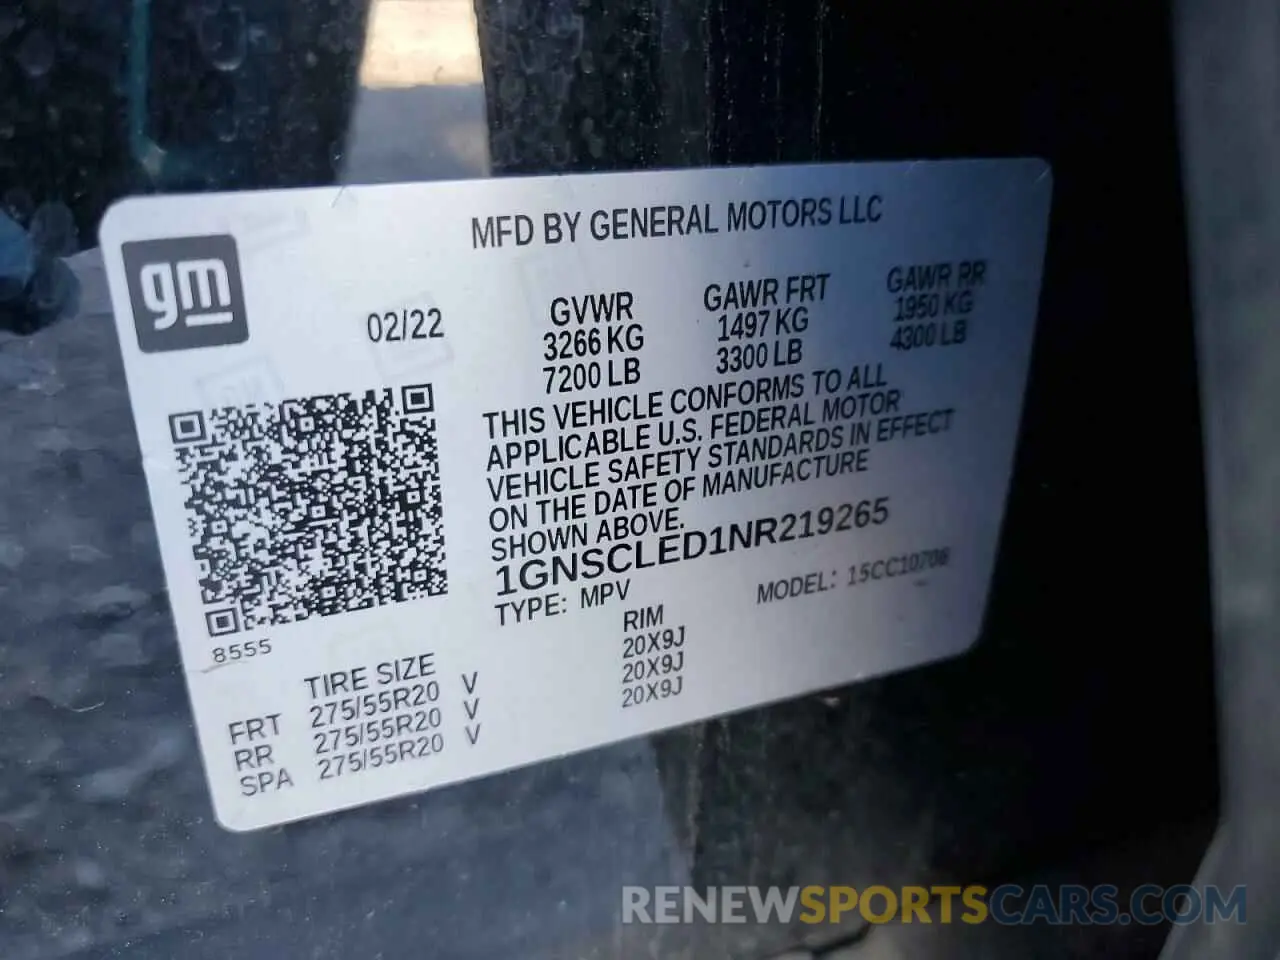 MFD BY GENERAL MOTORS LLC
gm
02/22
GVWR GAWR FRT GAWR RR
3266 KG 1497 KG 1950 KG
7200 LB 3300 LB 4300 LB
THIS VEHICLE CONFORMS TO ALL
APPLICABLE U.S. FEDERAL MOTOR
VEHICLE SAFETY STANDARDS IN EFFECT
ON THE DATE OF MANUFACTURE
SHOWN ABOVE.
1GNSCLED1NR219265
TYPE: MPV MODEL: 15CC10706
8555
TIRE SIZE RIM
FRT 275/55R20 V 20X9J
RR 275/55R20 V 20X9J
SPA 275/55R20 V 20X9J
RENEWSPORTSCARS.COM